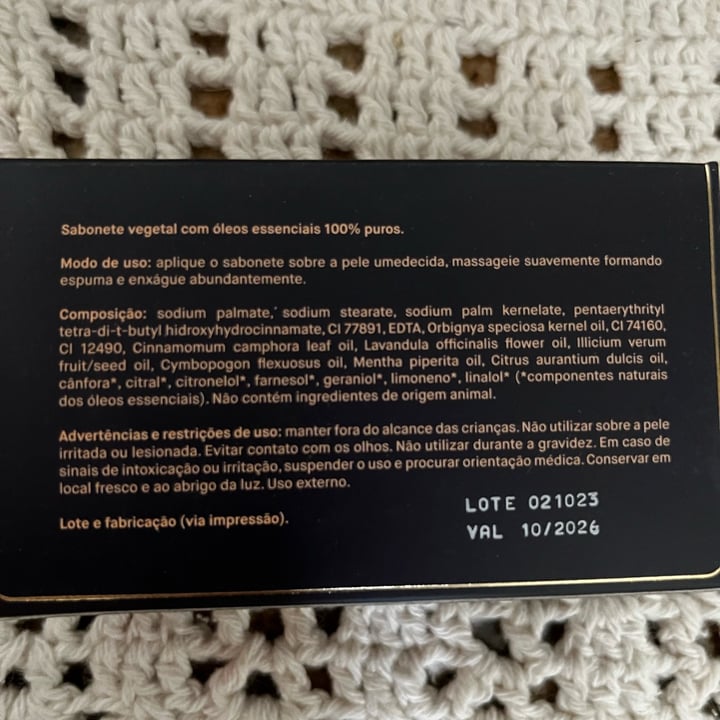 Sabonete vegetal com óleos essenciais 100% puros.
Modo de uso: aplique o sabonete sobre a pele umedecida, massageie suavemente formando
espuma e enxágue abundantemente.
Composição: sodium palmate, sodium stearate, sodium palm kernelate, pentaerythrityl
tetra-di-t-butyl hidroxyhydrocinnamate, CI 77891, EDTA, Orbignya speciosa kernel oil, CI 74160,
CI 12490, Cinnamomum camphora leaf oil, Lavandula officinalis flower oil, Illicium verum
fruit/seed oil, Cymbopogon flexuosus oil, Mentha piperita oil, Citrus aurantium dulcis oil,
cânfora*, citral*, citronelol*, farnesol*, geraniol*, limoneno*, linalol* (*componentes naturais
dos óleos essenciais). Não contém ingredientes de origem animal.
Advertências e restrições de uso: manter fora do alcance das crianças. Não utilizar sobre a pele
irritada ou lesionada. Evitar contato com os olhos. Não utilizar durante a gravidez. Em caso de
sinais de intoxicação ou irritação, suspender o uso e procurar orientação médica. Conservar em
local fresco e ao abrigo da luz. Uso externo.
Lote e fabricação (via impressão).
LOTE 021023
VAL 10/2026